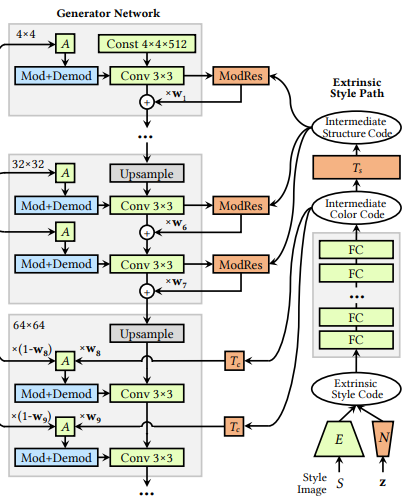 Generator Network
4×4
A
Const 4×4×512
Mod+Demod
Conv 3×3
ModRes
×w₁
+
...
32×32
A
Upsample
Mod+Demod
Conv 3×3
ModRes
A
+
×w₆
Mod+Demod
Conv 3×3
ModRes
+
×w₇
64×64
Upsample
×(1-w₈)
A
×w₈
T꜀
Mod+Demod
Conv 3×3
×(1-w₉)
A
×w₉
T꜀
Mod+Demod
Conv 3×3
...
Extrinsic
Style Path
Intermediate
Structure Code
Tₛ
Intermediate
Color Code
FC
FC
...
FC
FC
Extrinsic
Style Code
E
N
Style
Image
S
z